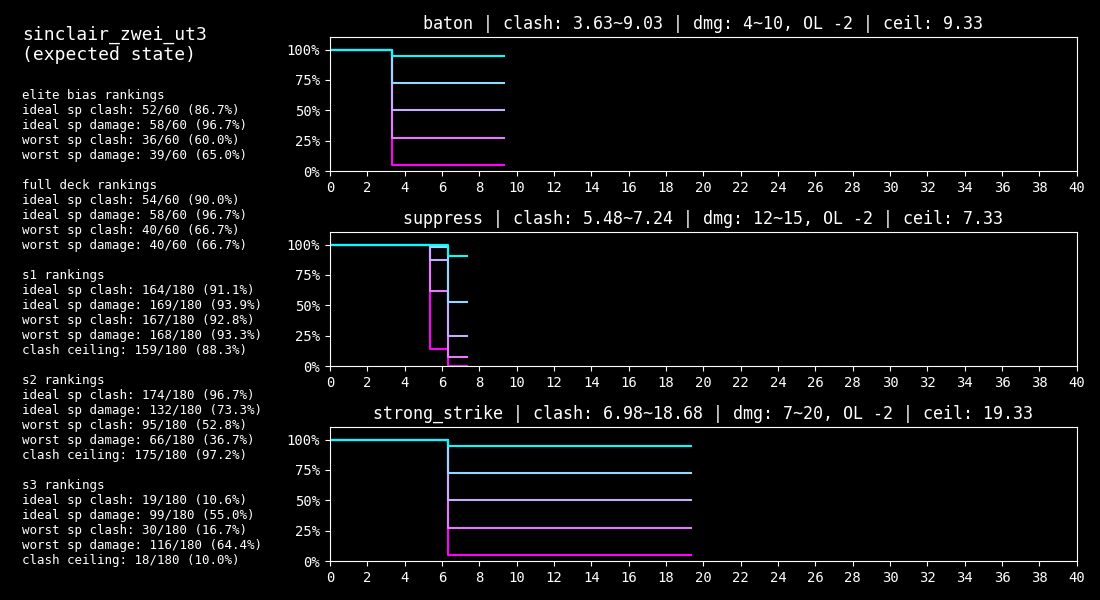 sinclair_zwei_ut3
(expected state)
elite bias rankings
ideal sp clash: 52/60 (86.7%)
ideal sp damage: 58/60 (96.7%)
worst sp clash: 36/60 (60.0%)
worst sp damage: 39/60 (65.0%)
full deck rankings
ideal sp clash: 54/60 (90.0%)
ideal sp damage: 58/60 (96.7%)
worst sp clash: 40/60 (66.7%)
worst sp damage: 40/60 (66.7%)
s1 rankings
ideal sp clash: 164/180 (91.1%)
ideal sp damage: 169/180 (93.9%)
worst sp clash: 167/180 (92.8%)
worst sp damage: 168/180 (93.3%)
clash ceiling: 159/180 (88.3%)
s2 rankings
ideal sp clash: 174/180 (96.7%)
ideal sp damage: 132/180 (73.3%)
worst sp clash: 95/180 (52.8%)
worst sp damage: 66/180 (36.7%)
clash ceiling: 175/180 (97.2%)
s3 rankings
ideal sp clash: 19/180 (10.6%)
ideal sp damage: 99/180 (55.0%)
worst sp clash: 30/180 (16.7%)
worst sp damage: 116/180 (64.4%)
clash ceiling: 18/180 (10.0%)
baton | clash: 3.63~9.03 | dmg: 4~10, OL -2 | ceil: 9.33
100%
75%
50%
25%
0%
0 2 4 6 8 10 12 14 16 18 20 22 24 26 28 30 32 34 36 38 40
suppress | clash: 5.48~7.24 | dmg: 12~15, OL -2 | ceil: 7.33
100%
75%
50%
25%
0%
0 2 4 6 8 10 12 14 16 18 20 22 24 26 28 30 32 34 36 38 40
strong_strike | clash: 6.98~18.68 | dmg: 7~20, OL -2 | ceil: 19.33
100%
75%
50%
25%
0%
0 2 4 6 8 10 12 14 16 18 20 22 24 26 28 30 32 34 36 38 40